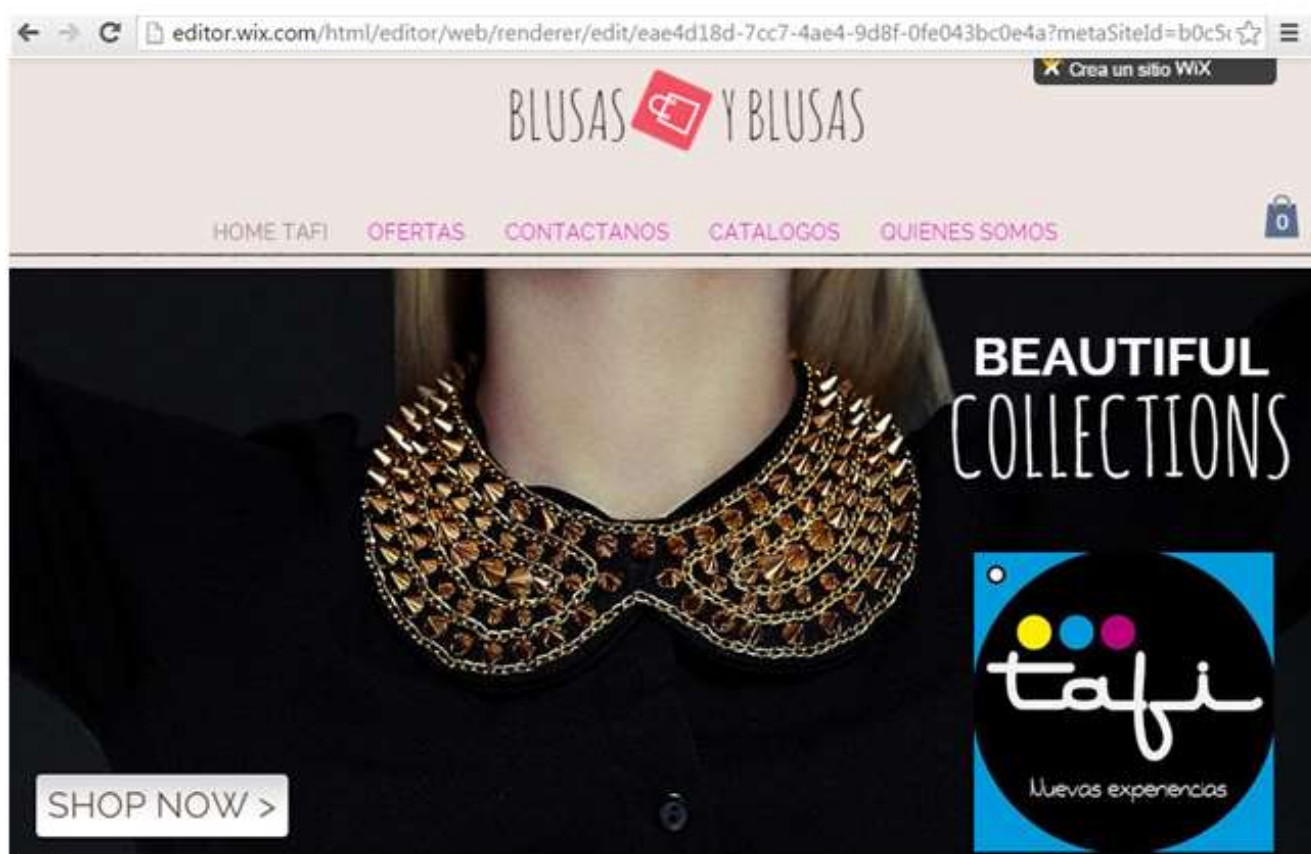 editor.wix.com/html/editor/web/renderer/edit/eae4d18d-7cc7-4ae4-9d8f-0fe043bc0e4a?metaSiteId=b0c5
Crea un sitio WiX
BLUSAS Y BLUSAS
0
HOME TAFI OFERTAS CONTACTANOS CATALOGOS QUIENES SOMOS
BEAUTIFUL
COLLECTIONS
tafi
Nuevas experiencias
SHOP NOW >